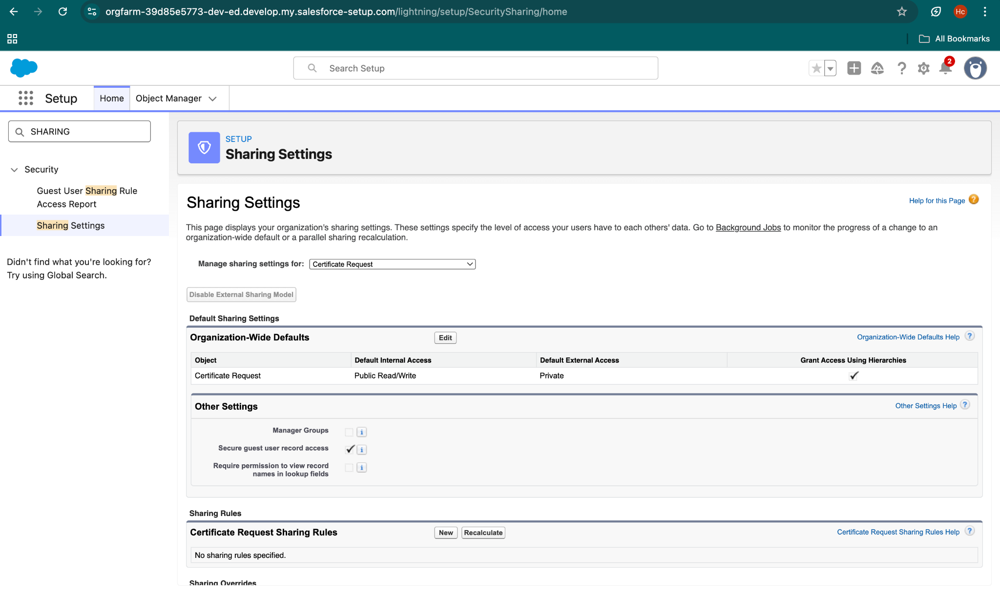 orgfarm-39d85e5773-dev-ed.develop.my.salesforce-setup.com/lightning/setup/SecuritySharing/home
Hc
All Bookmarks
Search Setup
2
Setup
Home
Object Manager
SHARING
Security
Guest User Sharing Rule
Access Report
Sharing Settings
Didn't find what you're looking for?
Try using Global Search.
SETUP
Sharing Settings
Sharing Settings
Help for this Page ?
This page displays your organization's sharing settings. These settings specify the level of access your users have to each others' data. Go to Background Jobs to monitor the progress of a change to an
organization-wide default or a parallel sharing recalculation.
Manage sharing settings for: Certificate Request
Disable External Sharing Model
Default Sharing Settings
Organization-Wide Defaults Edit Organization-Wide Defaults Help ?
Object Default Internal Access Default External Access Grant Access Using Hierarchies
Certificate Request Public Read/Write Private
Other Settings Other Settings Help ?
Manager Groups i
Secure guest user record access i
Require permission to view record i
names in lookup fields
Sharing Rules
Certificate Request Sharing Rules New Recalculate Certificate Request Sharing Rules Help ?
No sharing rules specified.
Sharing Overrides